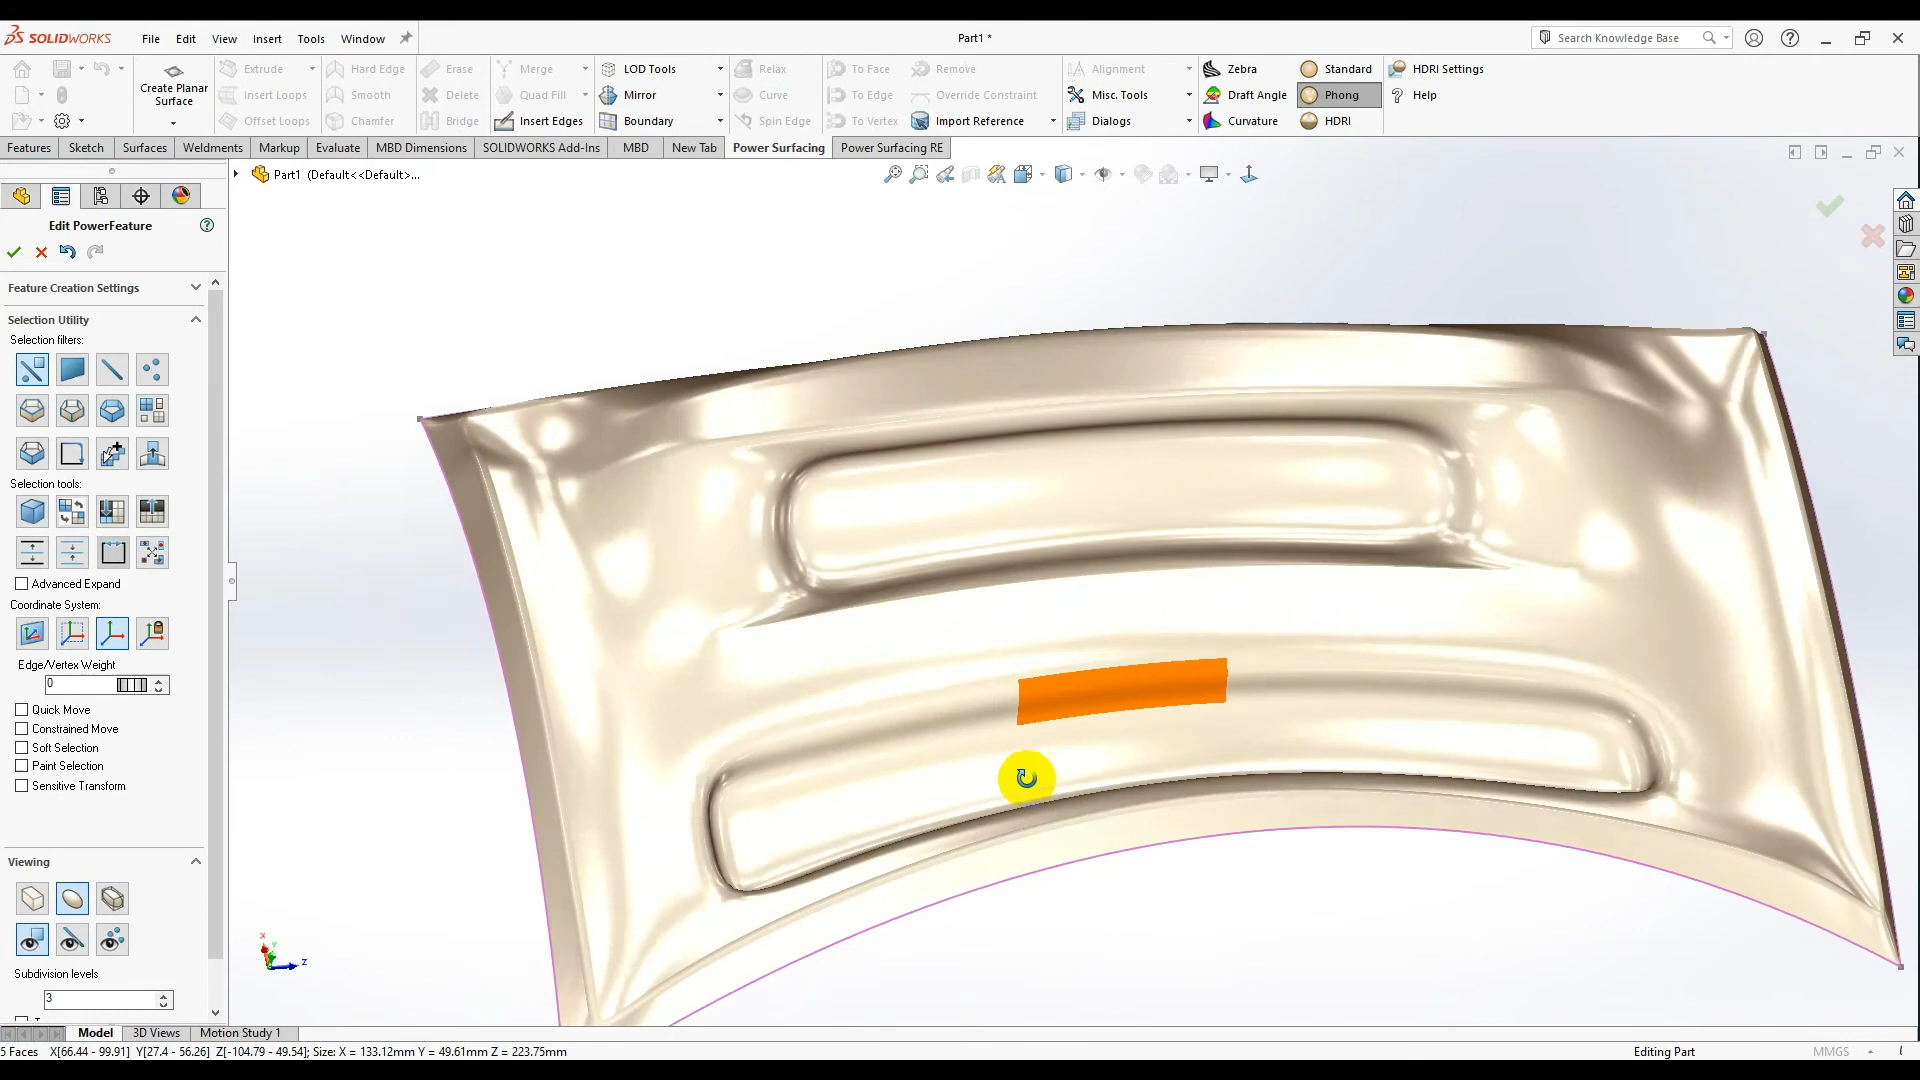 SOLIDWORKS File Edit View Insert Tools Window Part1 * Search Knowledge Base
Create Planar Surface
Extrude Hard Edge Erase Merge LOD Tools Relax To Face Remove Alignment Zebra Standard HDRI Settings
Insert Loops Smooth Delete Quad Fill Mirror Curve To Edge Override Constraint Misc. Tools Draft Angle Phong Help
Offset Loops Chamfer Bridge Insert Edges Boundary Spin Edge To Vertex Import Reference Dialogs Curvature HDRI
Features Sketch Surfaces Weldments Markup Evaluate MBD Dimensions SOLIDWORKS Add-Ins MBD New Tab Power Surfacing Power Surfacing RE
Part1 (Default<<Default>...
Edit PowerFeature
Feature Creation Settings
Selection Utility
Selection filters:
Selection tools:
Advanced Expand
Coordinate System:
Edge/Vertex Weight
0
Quick Move
Constrained Move
Soft Selection
Paint Selection
Sensitive Transform
Viewing
X Y Z
Subdivision levels
3
Model 3D Views Motion Study 1
5 Faces X[66.44 - 99.91] Y[27.4 - 56.26] Z[-104.79 - 49.54]; Size: X = 133.12mm Y = 49.61mm Z = 223.75mm Editing Part MMGS